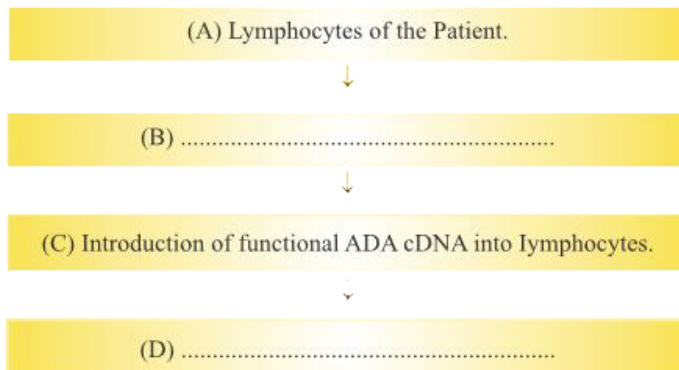 (A) Lymphocytes of the Patient.
(B) ................................................................
(C) Introduction of functional ADA cDNA into Iymphocytes.
(D) ................................................................